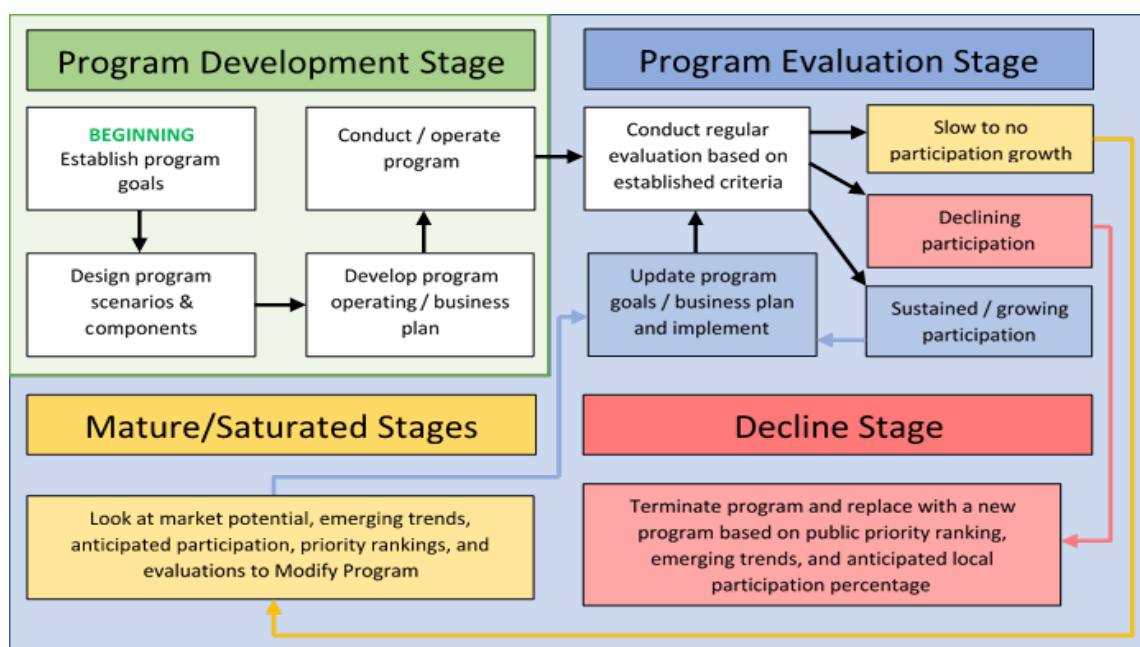 Program Development Stage
BEGINNING
Establish program
goals
Design program
scenarios &
components
Develop program
operating / business
plan
Conduct / operate
program
Program Evaluation Stage
Conduct regular
evaluation based on
established criteria
Slow to no
participation growth
Declining
participation
Sustained / growing
participation
Update program
goals / business plan
and implement
Mature/Saturated Stages
Look at market potential, emerging trends,
anticipated participation, priority rankings, and
evaluations to Modify Program
Decline Stage
Terminate program and replace with a new
program based on public priority ranking,
emerging trends, and anticipated local
participation percentage